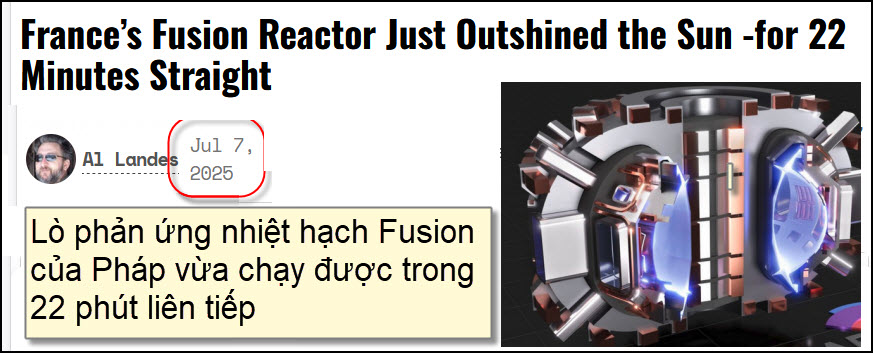 France’s Fusion Reactor Just Outshined the Sun -for 22
Minutes Straight
Al Landes
Jul 7,
2025
Lò phản ứng nhiệt hạch Fusion
của Pháp vừa chạy được trong
22 phút liên tiếp